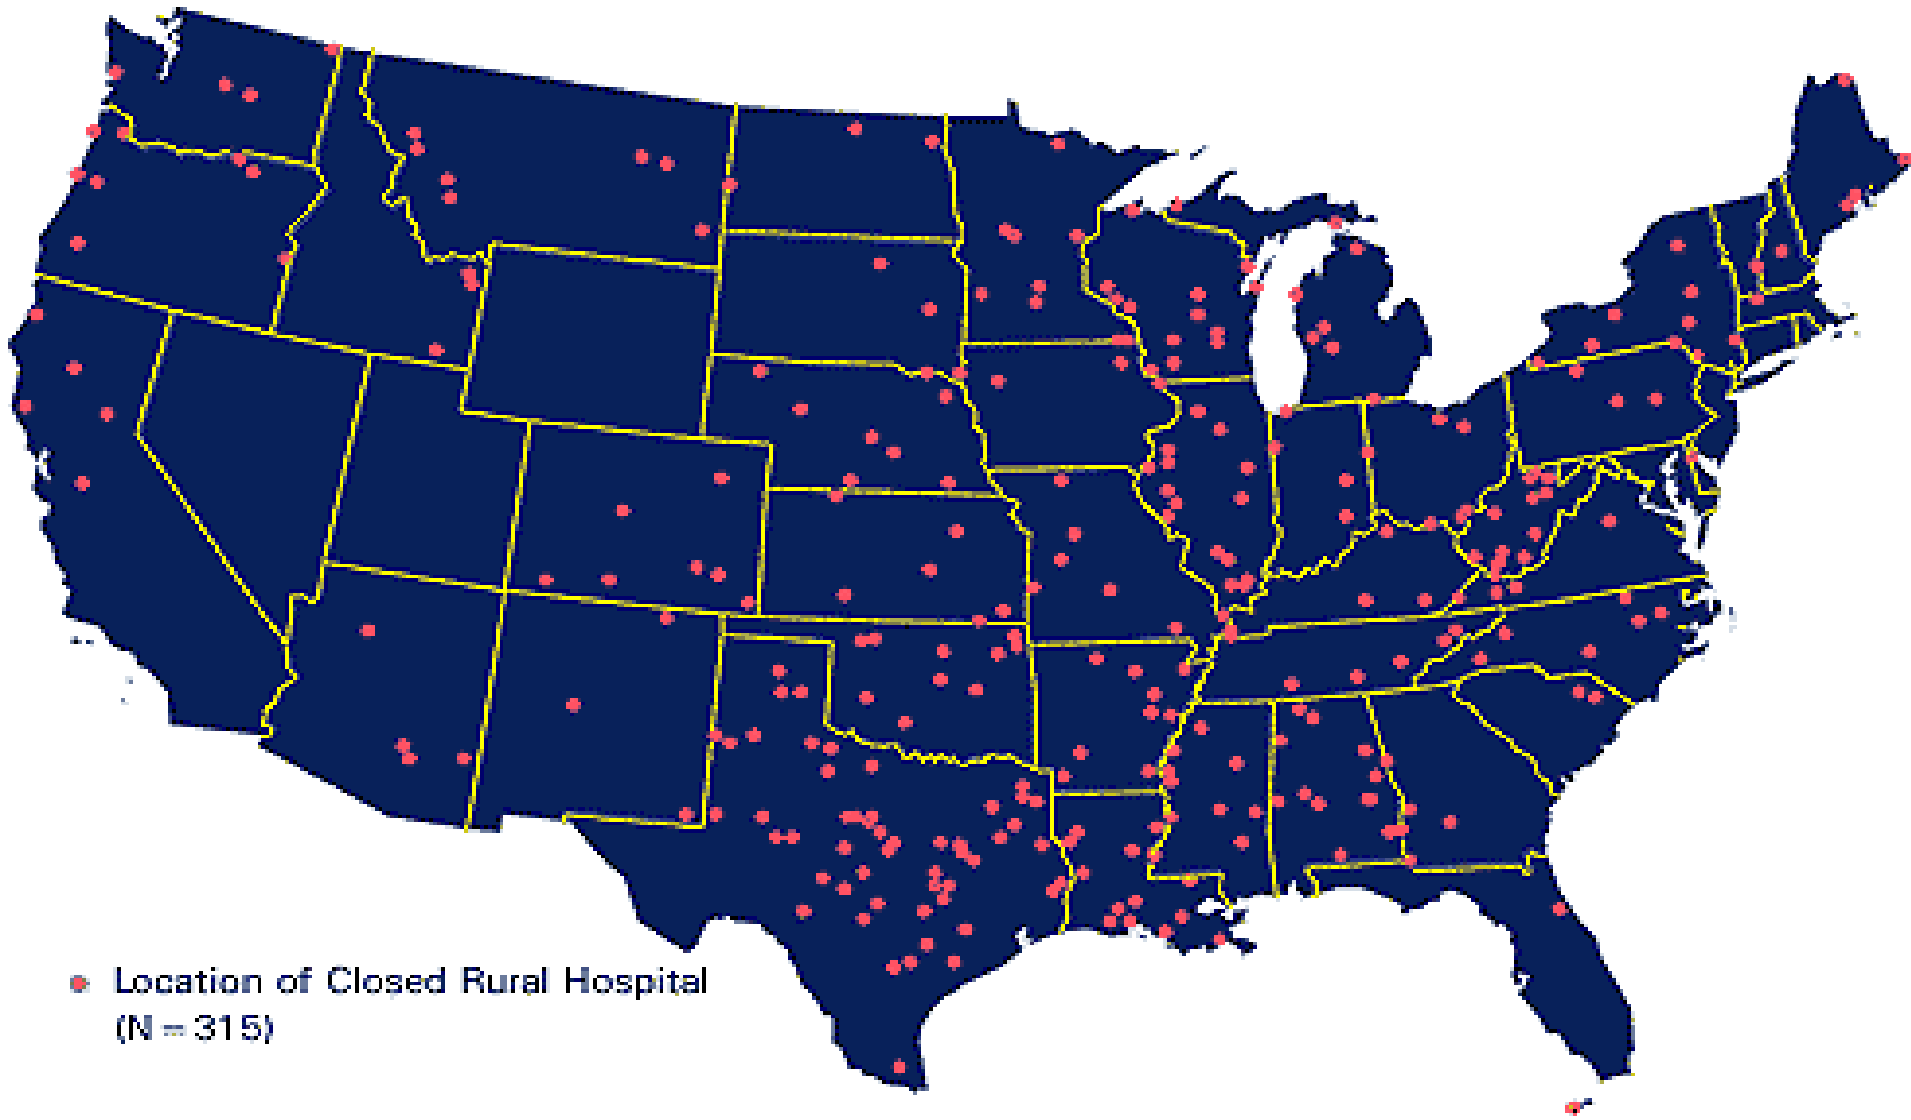 Location of Closed Rural Hospital
(N = 315)